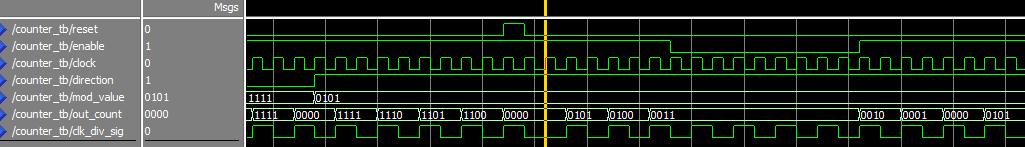 Msgs
/counter_tb/reset 0
/counter_tb/enable 1
/counter_tb/clock 0
/counter_tb/direction 1
/counter_tb/mod_value 0101 1111 0101
/counter_tb/out_count 0000 1111 0000 1111 1110 1101 1100 0000 0101 0100 0011 0010 0001 0000 0101
/counter_tb/clk_div_sig 0